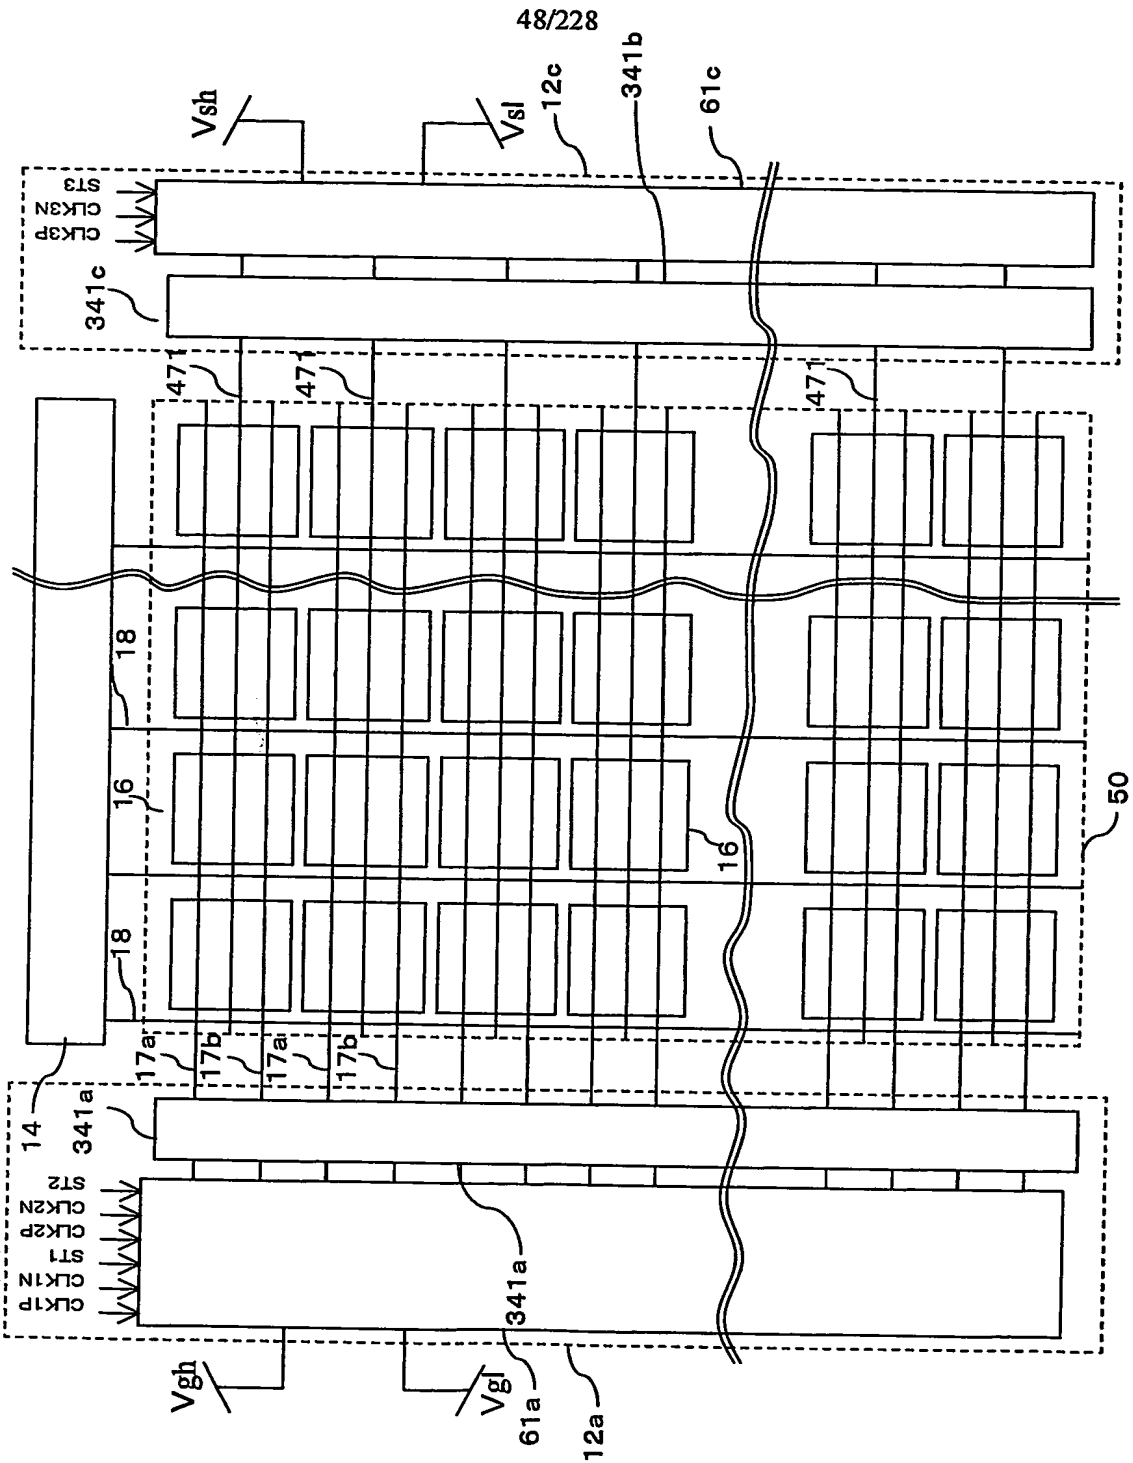 48/228
Vsh
Vsl
12c
341b
61c
ST3
CLK3N
CLK3P
341c
471
471
471
18
16
16
18
50
17a
17b
17a
17b
14
341a
ST2
CLK2N
CLK2P
ST1
CLK1N
CLK1P
341a
Vgh
Vgl
61a
12a